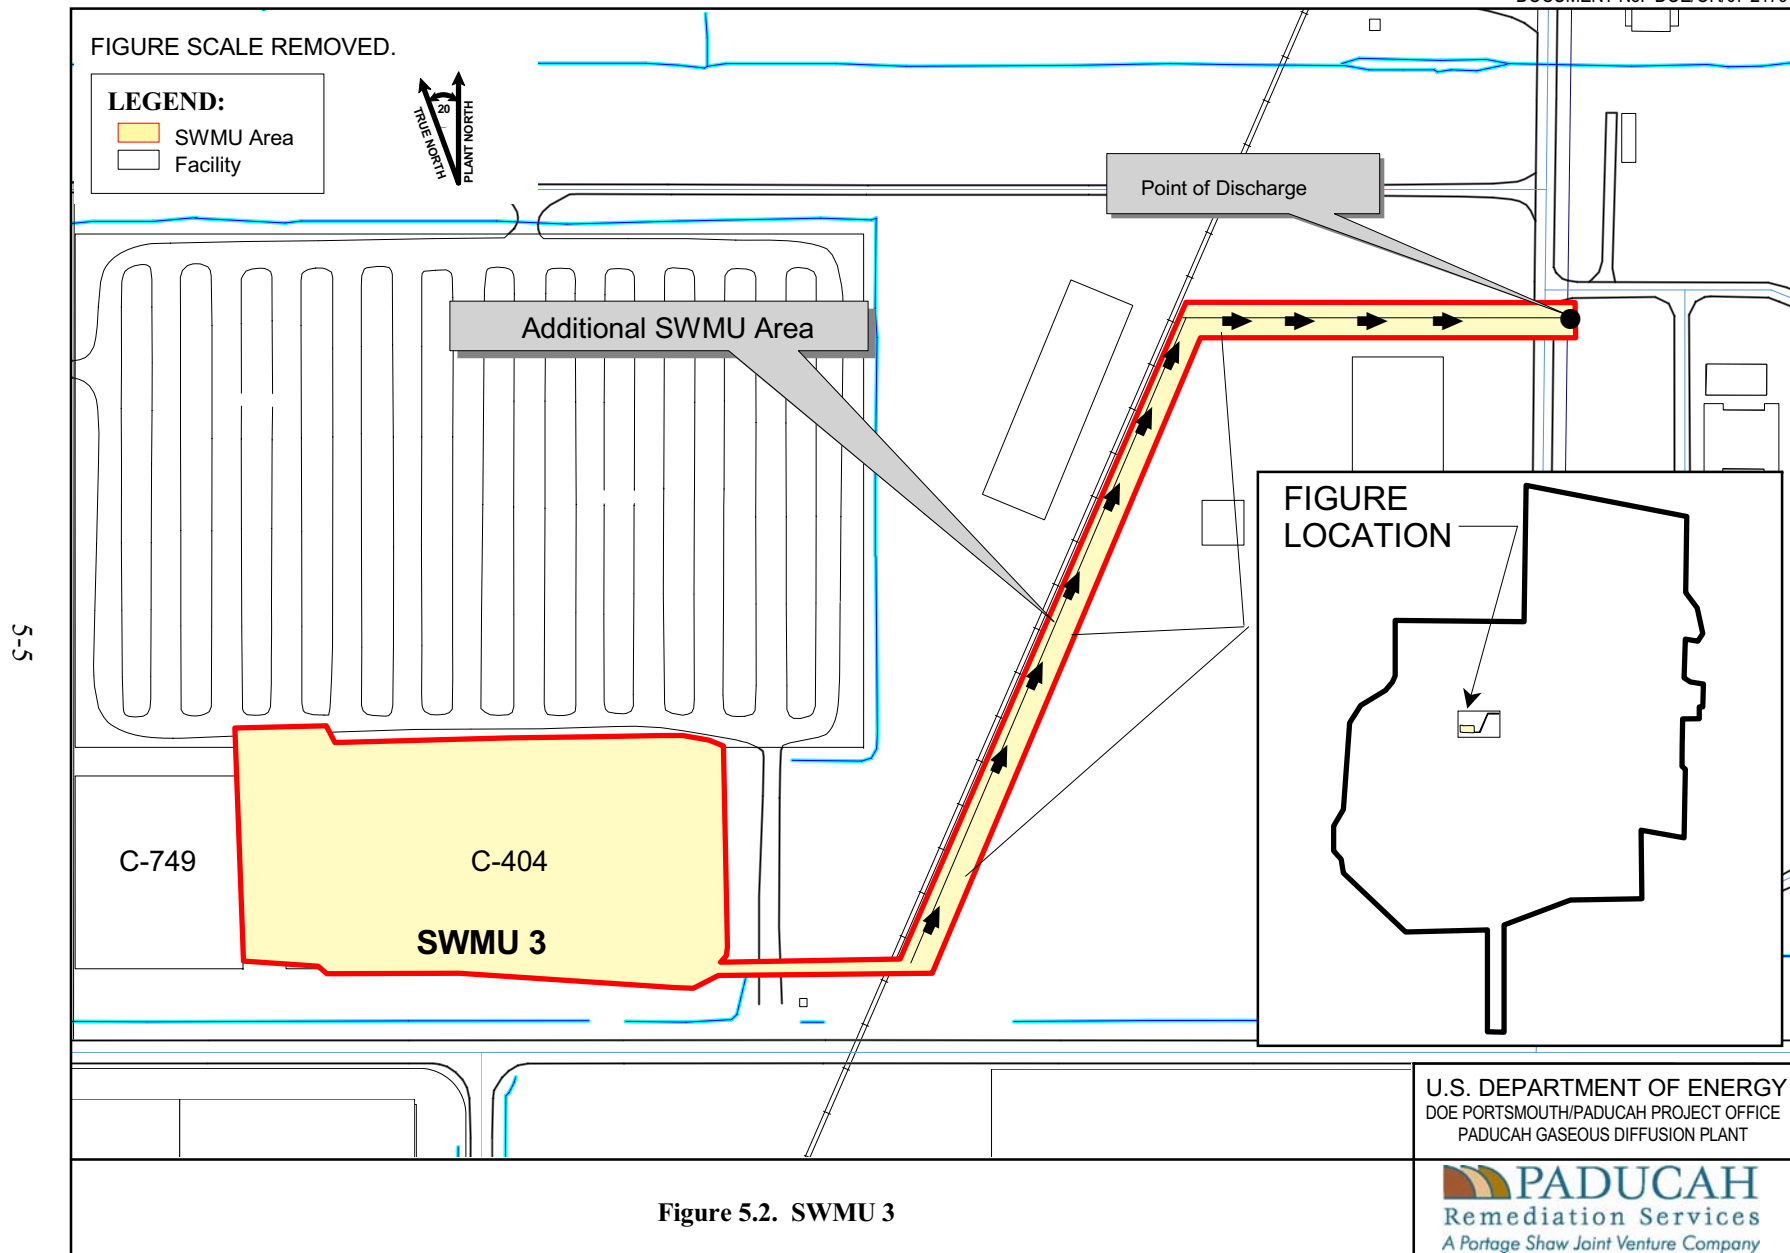 FIGURE SCALE REMOVED.
LEGEND:
SWMU Area
Facility
20
TRUE NORTH
PLANT NORTH
Point of Discharge
Additional SWMU Area
FIGURE
LOCATION
5-5
C-749
C-404
SWMU 3
U.S. DEPARTMENT OF ENERGY
DOE PORTSMOUTH/PADUCAH PROJECT OFFICE
PADUCAH GASEOUS DIFFUSION PLANT
Figure 5.2. SWMU 3
PADUCAH
Remediation Services
A Portage Shaw Joint Venture Company